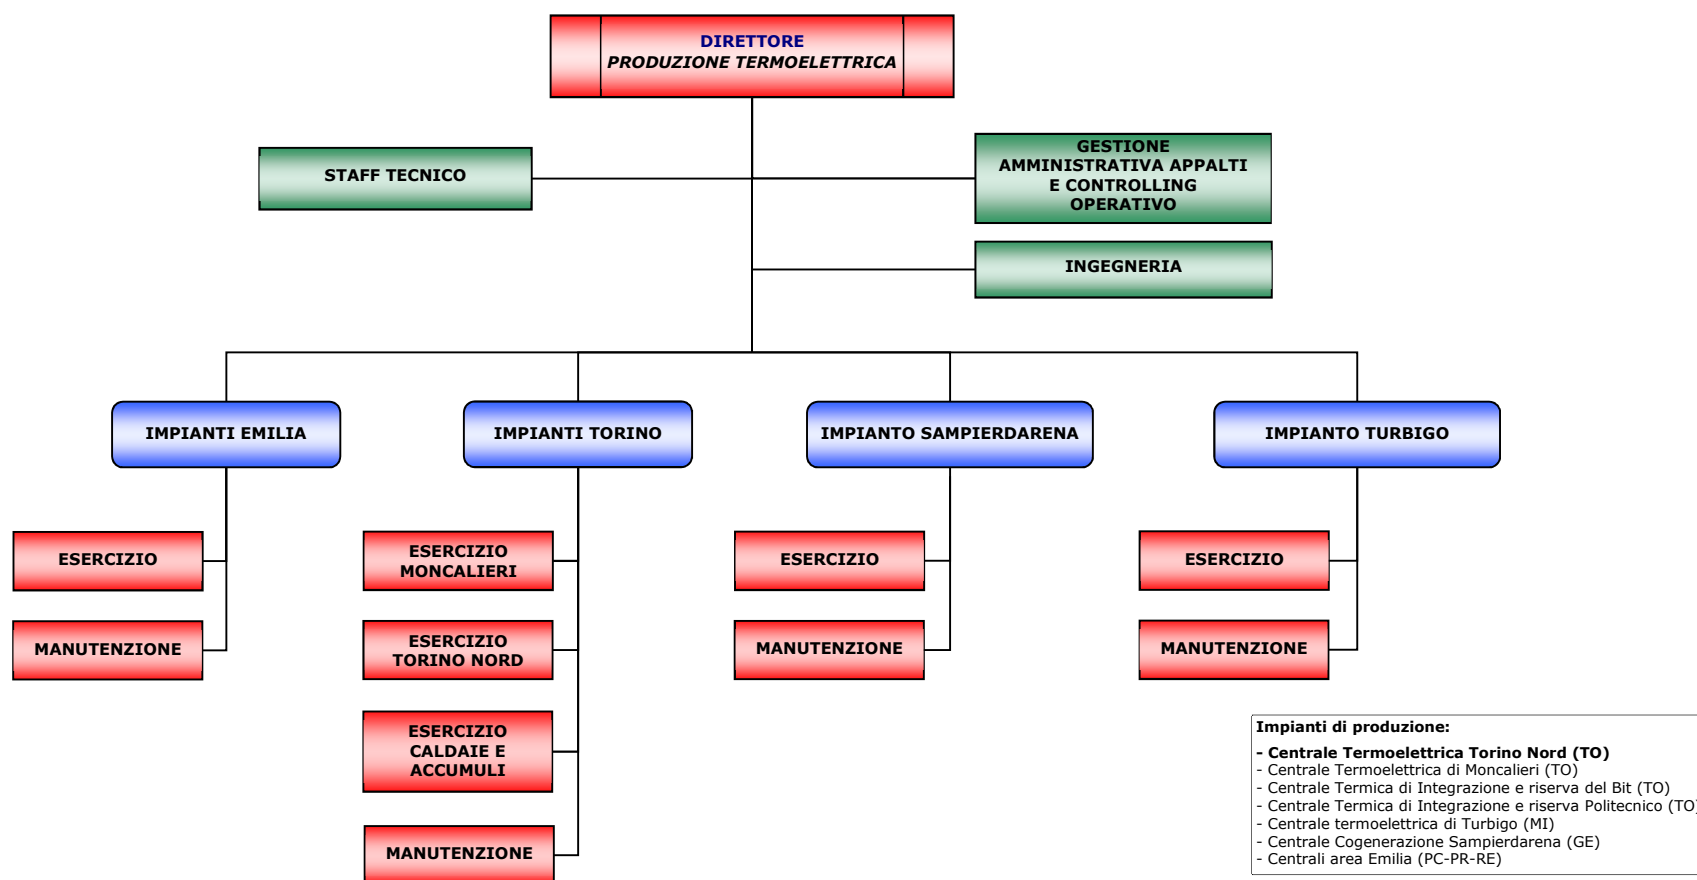 DIRETTORE
PRODUZIONE TERMOELETTRICA
STAFF TECNICO
GESTIONE
AMMINISTRATIVA APPALTI
E CONTROLLING
OPERATIVO
INGEGNERIA
IMPIANTI EMILIA
IMPIANTI TORINO
IMPIANTO SAMPIERDARENA
IMPIANTO TURBIGO
ESERCIZIO
MANUTENZIONE
ESERCIZIO
MONCALIERI
ESERCIZIO
TORINO NORD
ESERCIZIO
CALDAIE E
ACCUMULI
MANUTENZIONE
ESERCIZIO
MANUTENZIONE
ESERCIZIO
MANUTENZIONE
Impianti di produzione:
- Centrale Termoelettrica Torino Nord (TO)
- Centrale Termoelettrica di Moncalieri (TO)
- Centrale Termica di Integrazione e riserva del Bit (TO)
- Centrale Termica di Integrazione e riserva Politecnico (TO)
- Centrale termoelettrica di Turbigo (MI)
- Centrale Cogenerazione Sampierdarena (GE)
- Centrali area Emilia (PC-PR-RE)